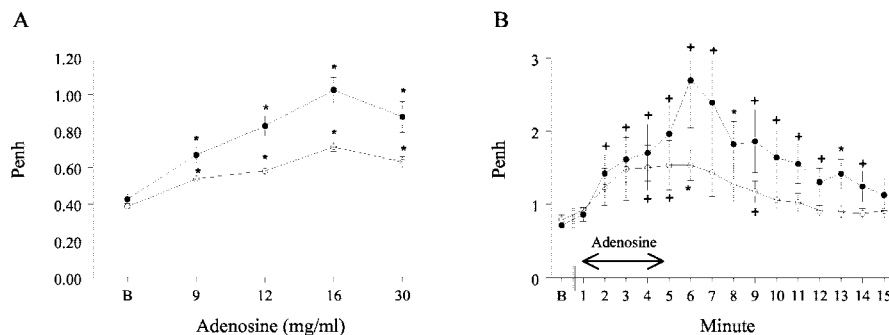 A
1.20
1.00
0.80
0.60
0.40
0.20
0.00
Penh
* * * *
* * * *
B 9 12 16 30
Adenosine (mg/ml)
B
3
2
1
0
Penh
+ + + + + + * + + + + * +
+ + * +
Adenosine
B 1 2 3 4 5 6 7 8 9 10 11 12 13 14 15
Minute